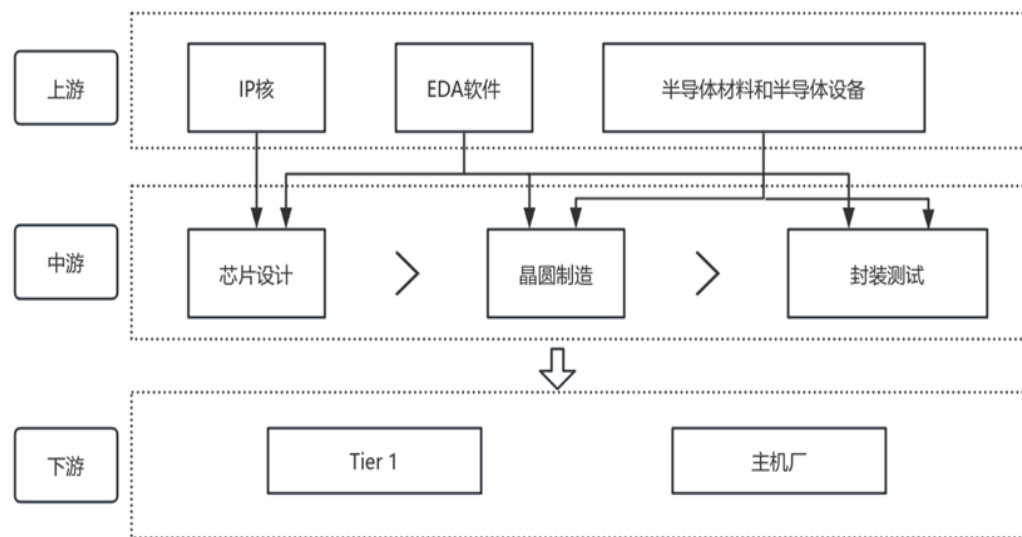 上游
IP核
EDA软件
半导体材料和半导体设备
中游
芯片设计
晶圆制造
封装测试
下游
Tier 1
主机厂